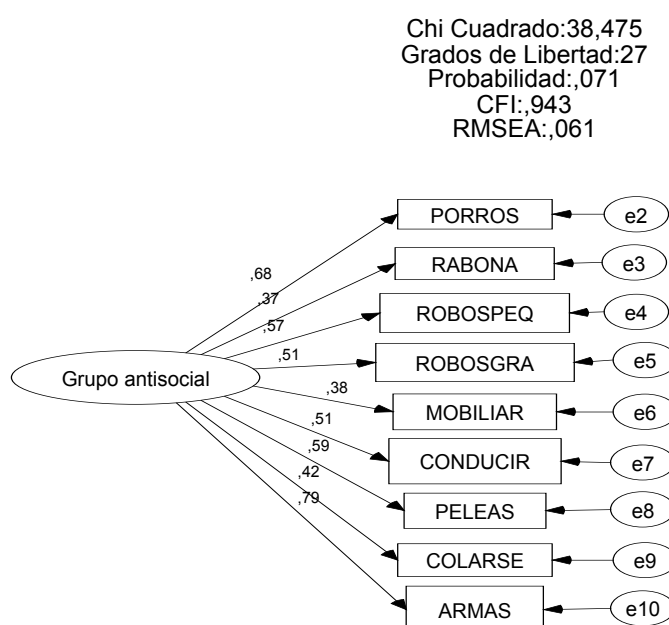 Chi Cuadrado:38,475
Grados de Libertad:27
Probabilidad:,071
CFI:,943
RMSEA:,061
PORROS
e2
,68
RABONA
e3
,37
ROBOSPEQ
e4
,57
ROBOSGRA
e5
,51
Grupo antisocial
MOBILIAR
e6
,38
CONDUCIR
e7
,51
PELEAS
e8
,59
COLARSE
e9
,42
ARMAS
e10
,79